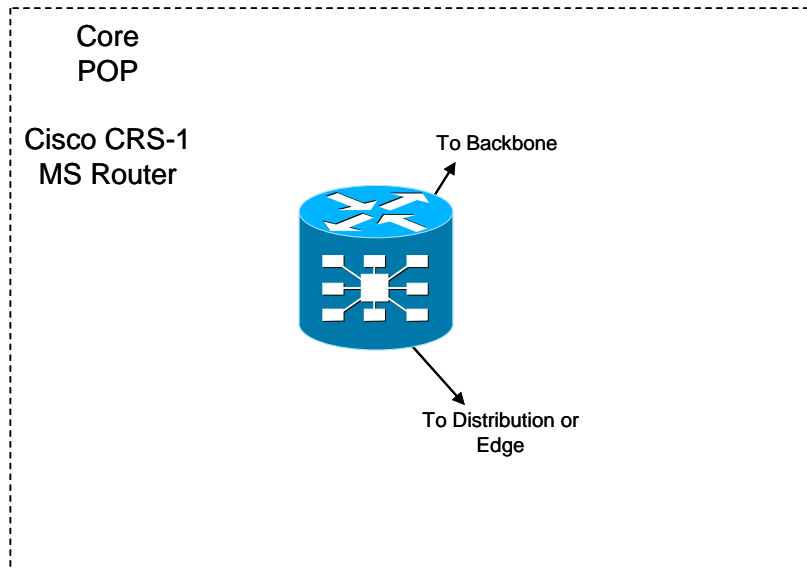 Core
POP
Cisco CRS-1
MS Router
To Backbone
To Distribution or
Edge